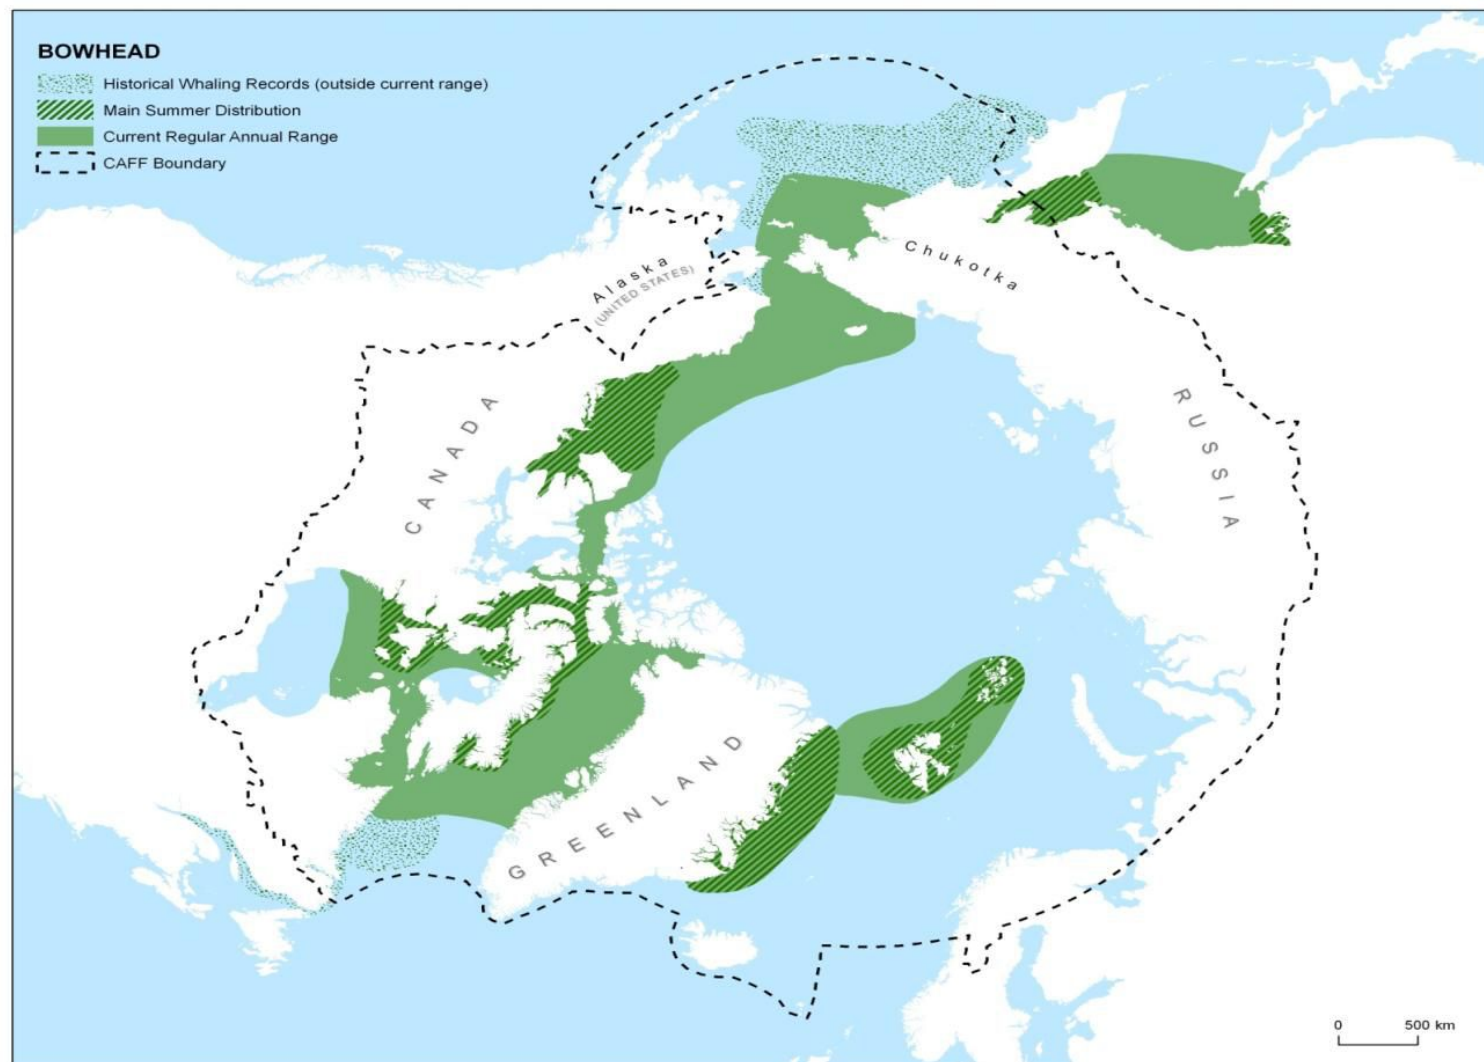 BOWHEAD
Historical Whaling Records (outside current range)
Main Summer Distribution
Current Regular Annual Range
CAFF Boundary
Alaska
(UNITED STATES)
Chukotka
CANADA
RUSSIA
GREENLAND
0 500 km